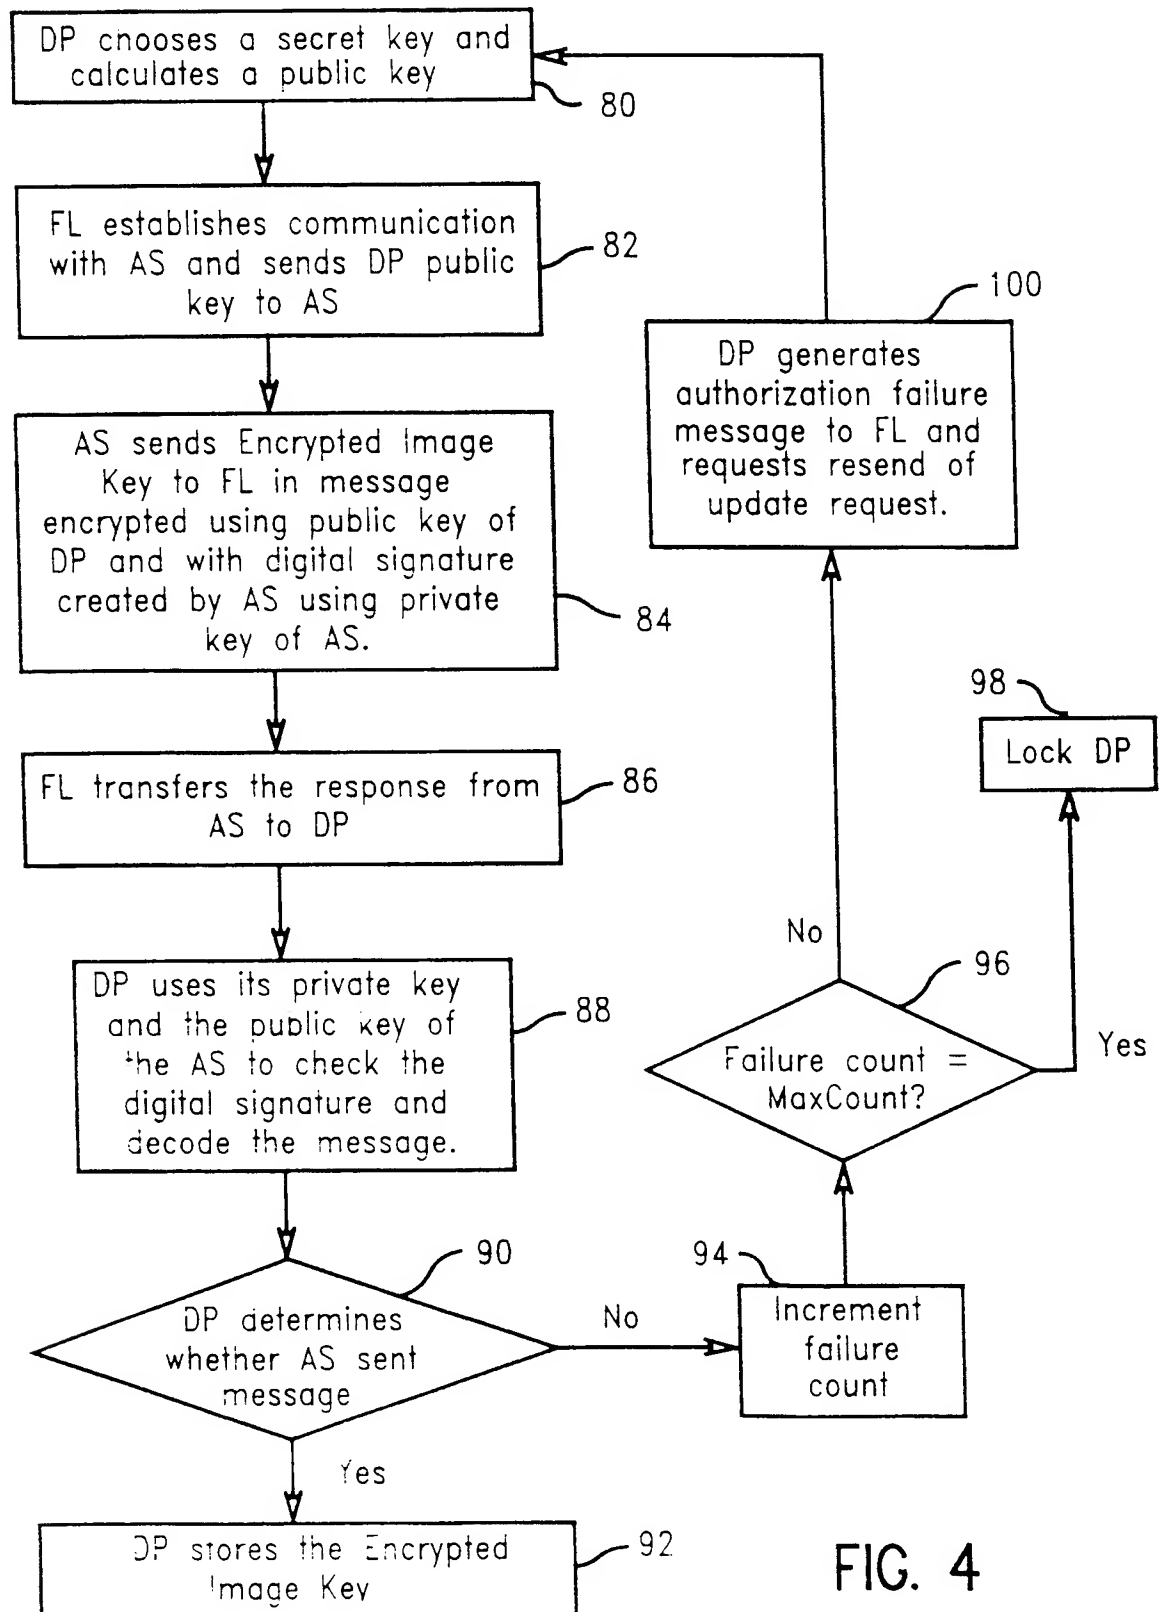 DP chooses a secret key and
calculates a public key
80
FL establishes communication
with AS and sends DP public
key to AS
82
AS sends Encrypted Image
Key to FL in message
encrypted using public key of
DP and with digital signature
created by AS using private
key of AS.
84
FL transfers the response from
AS to DP
86
DP uses its private key
and the public key of
the AS to check the
digital signature and
decode the message.
88
DP determines
whether AS sent
message
90
No
Yes
DP stores the Encrypted
Image Key
92
94
Increment
failure
count
Failure count =
MaxCount?
96
No
Yes
98
Lock DP
100
DP generates
authorization failure
message to FL and
requests resend of
update request.
FIG. 4